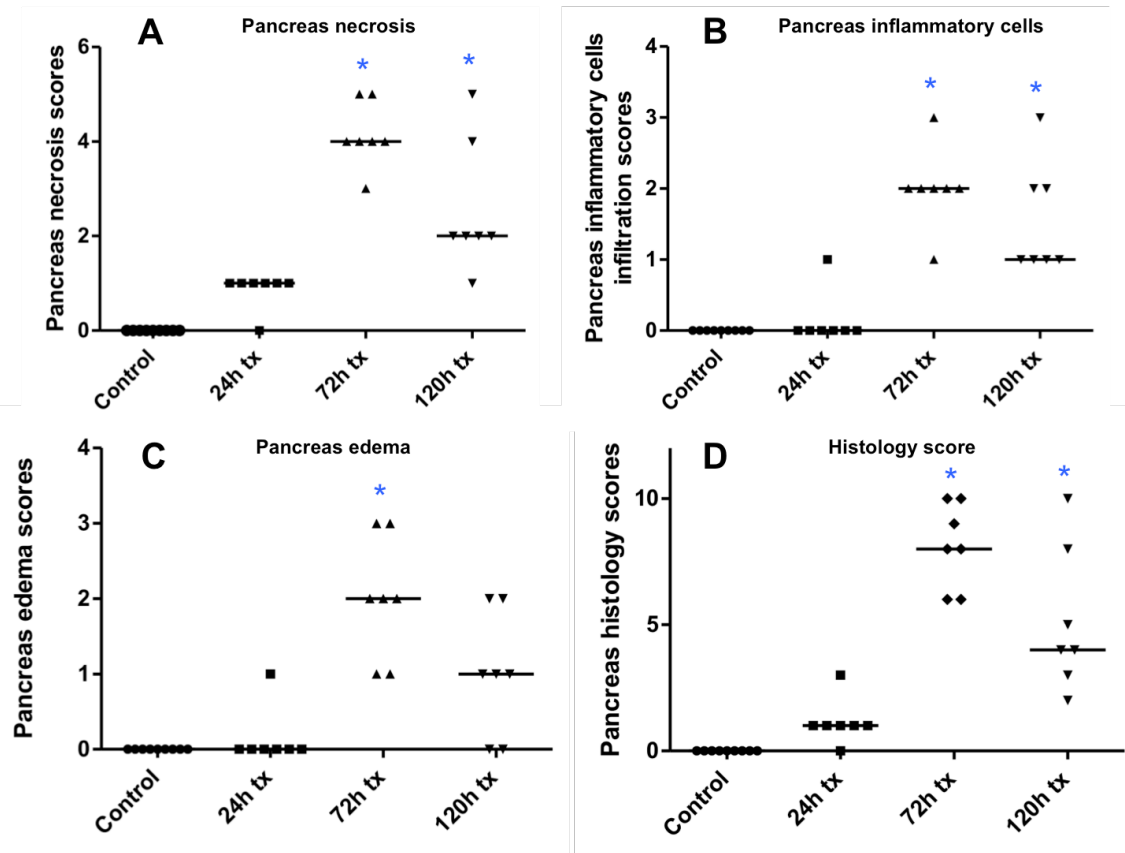 A
Pancreas necrosis
Pancreas necrosis scores
6
*
*
4
2
0
Control
24h tx
72h tx
120h tx
B
Pancreas inflammatory cells
Pancreas inflammatory cells
infiltration scores
4
*
*
3
2
1
0
Control
24h tx
72h tx
120h tx
C
Pancreas edema
Pancreas edema scores
4
*
3
2
1
0
Control
24h tx
72h tx
120h tx
D
Histology score
Pancreas histology scores
*
*
10
5
0
Control
24h tx
72h tx
120h tx